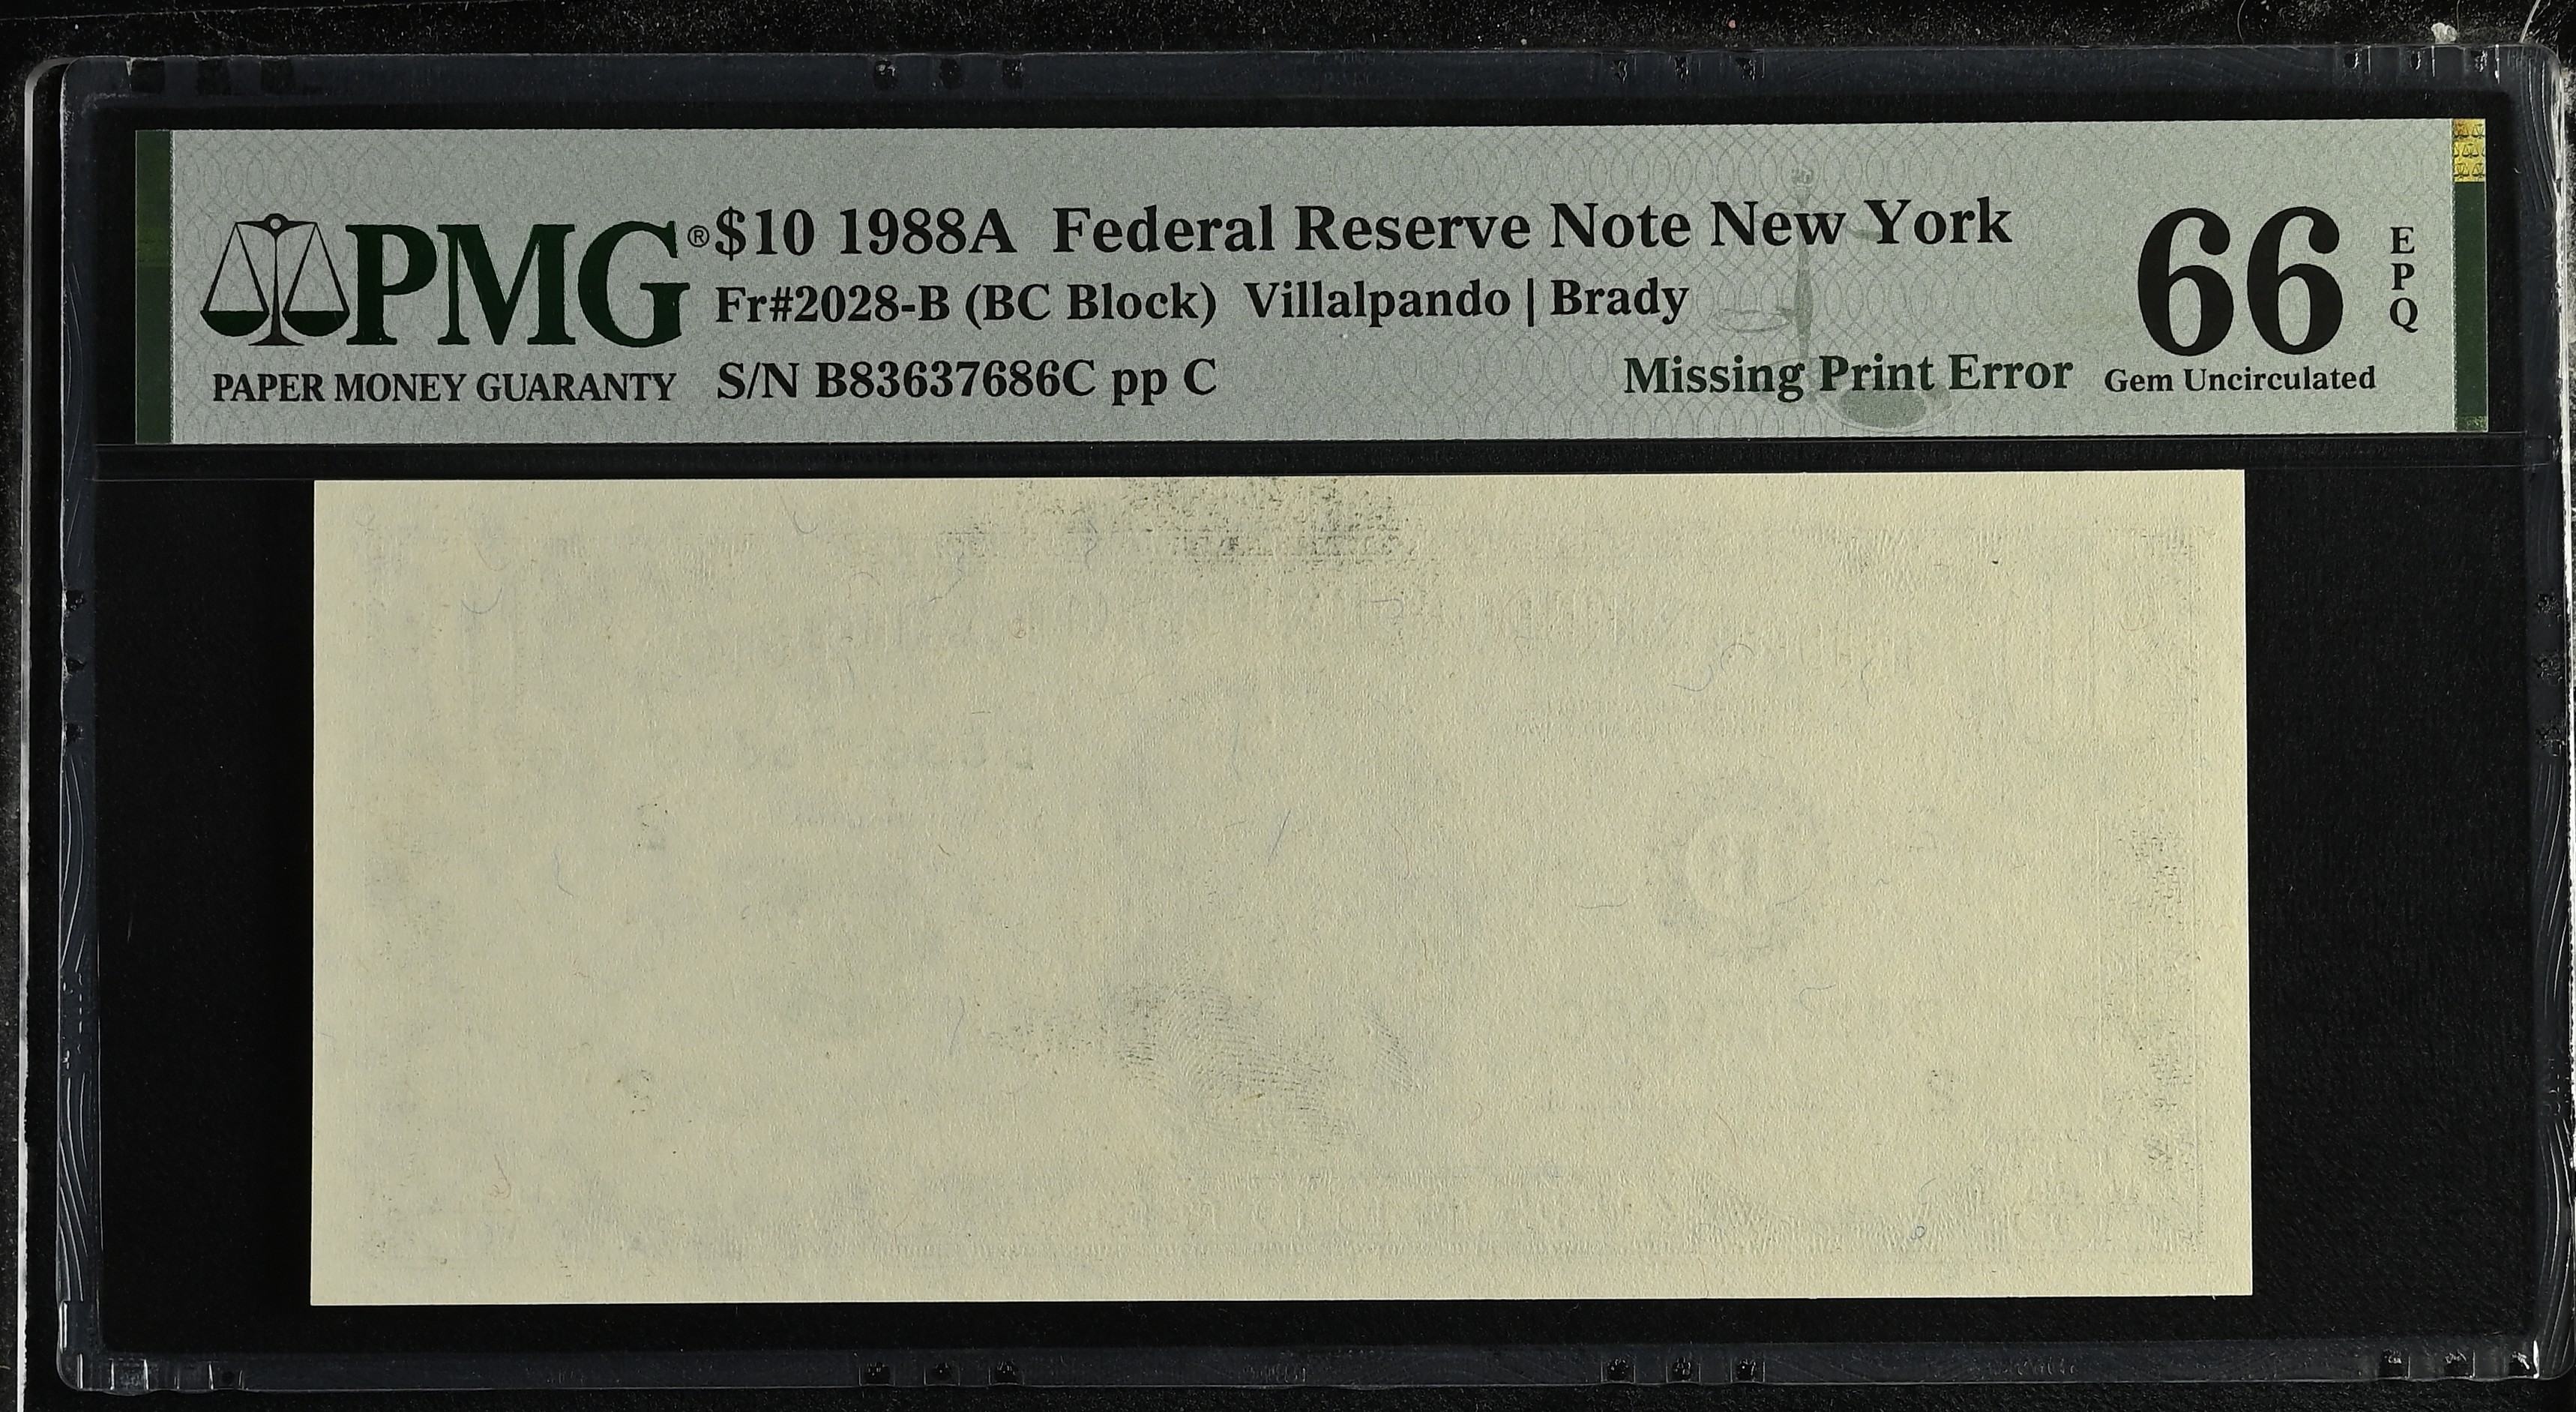 PMG®
PAPER MONEY GUARANTY
$10 1988A Federal Reserve Note New York
Fr#2028-B (BC Block) Villalpando | Brady
S/N B83637686C pp C
Missing Print Error
66
EPQ
Gem Uncirculated